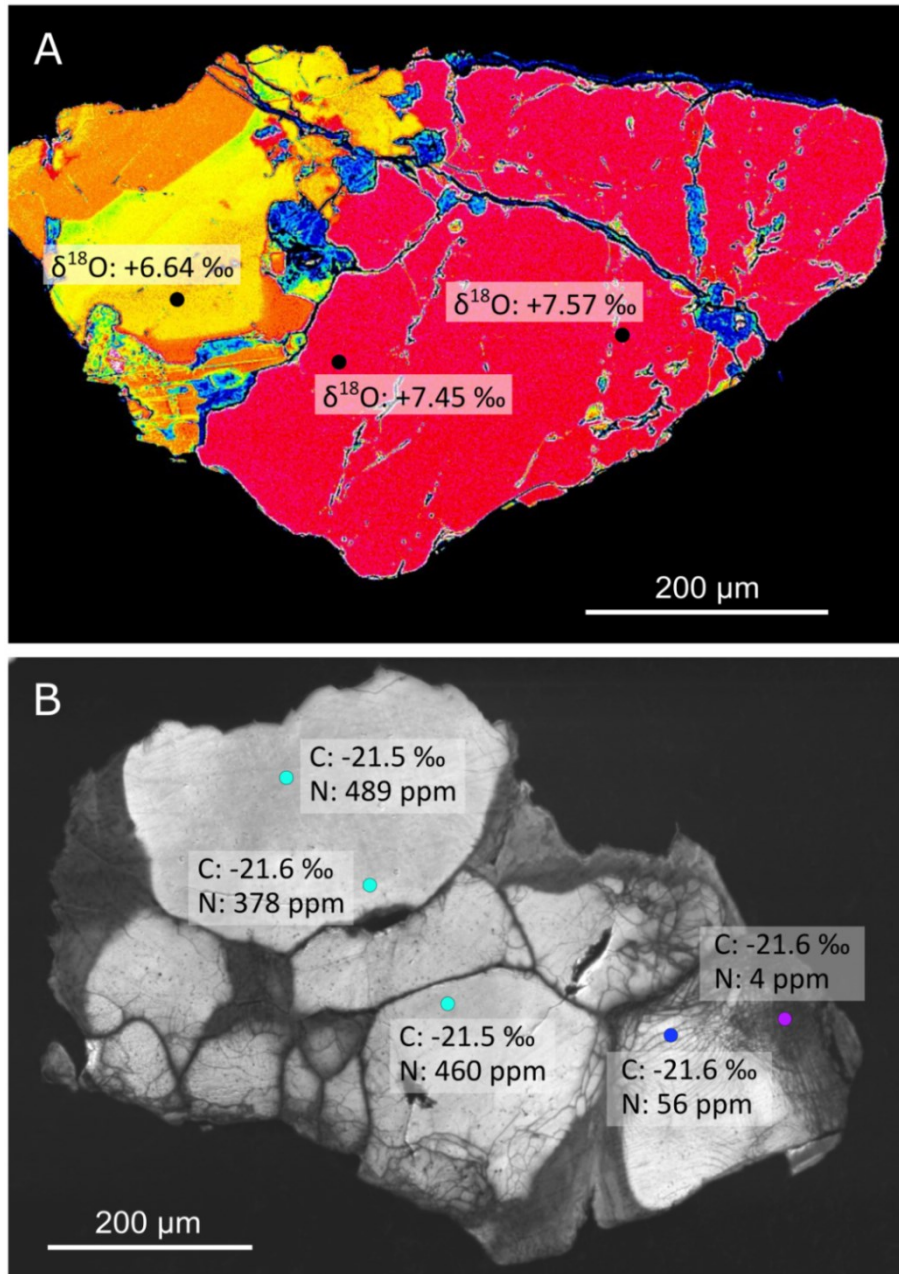 A
δ¹⁸O: +6.64 ‰
δ¹⁸O: +7.57 ‰
δ¹⁸O: +7.45 ‰
200 µm
B
C: -21.5 ‰
N: 489 ppm
C: -21.6 ‰
N: 378 ppm
C: -21.6 ‰
N: 4 ppm
C: -21.5 ‰
N: 460 ppm
C: -21.6 ‰
N: 56 ppm
200 µm